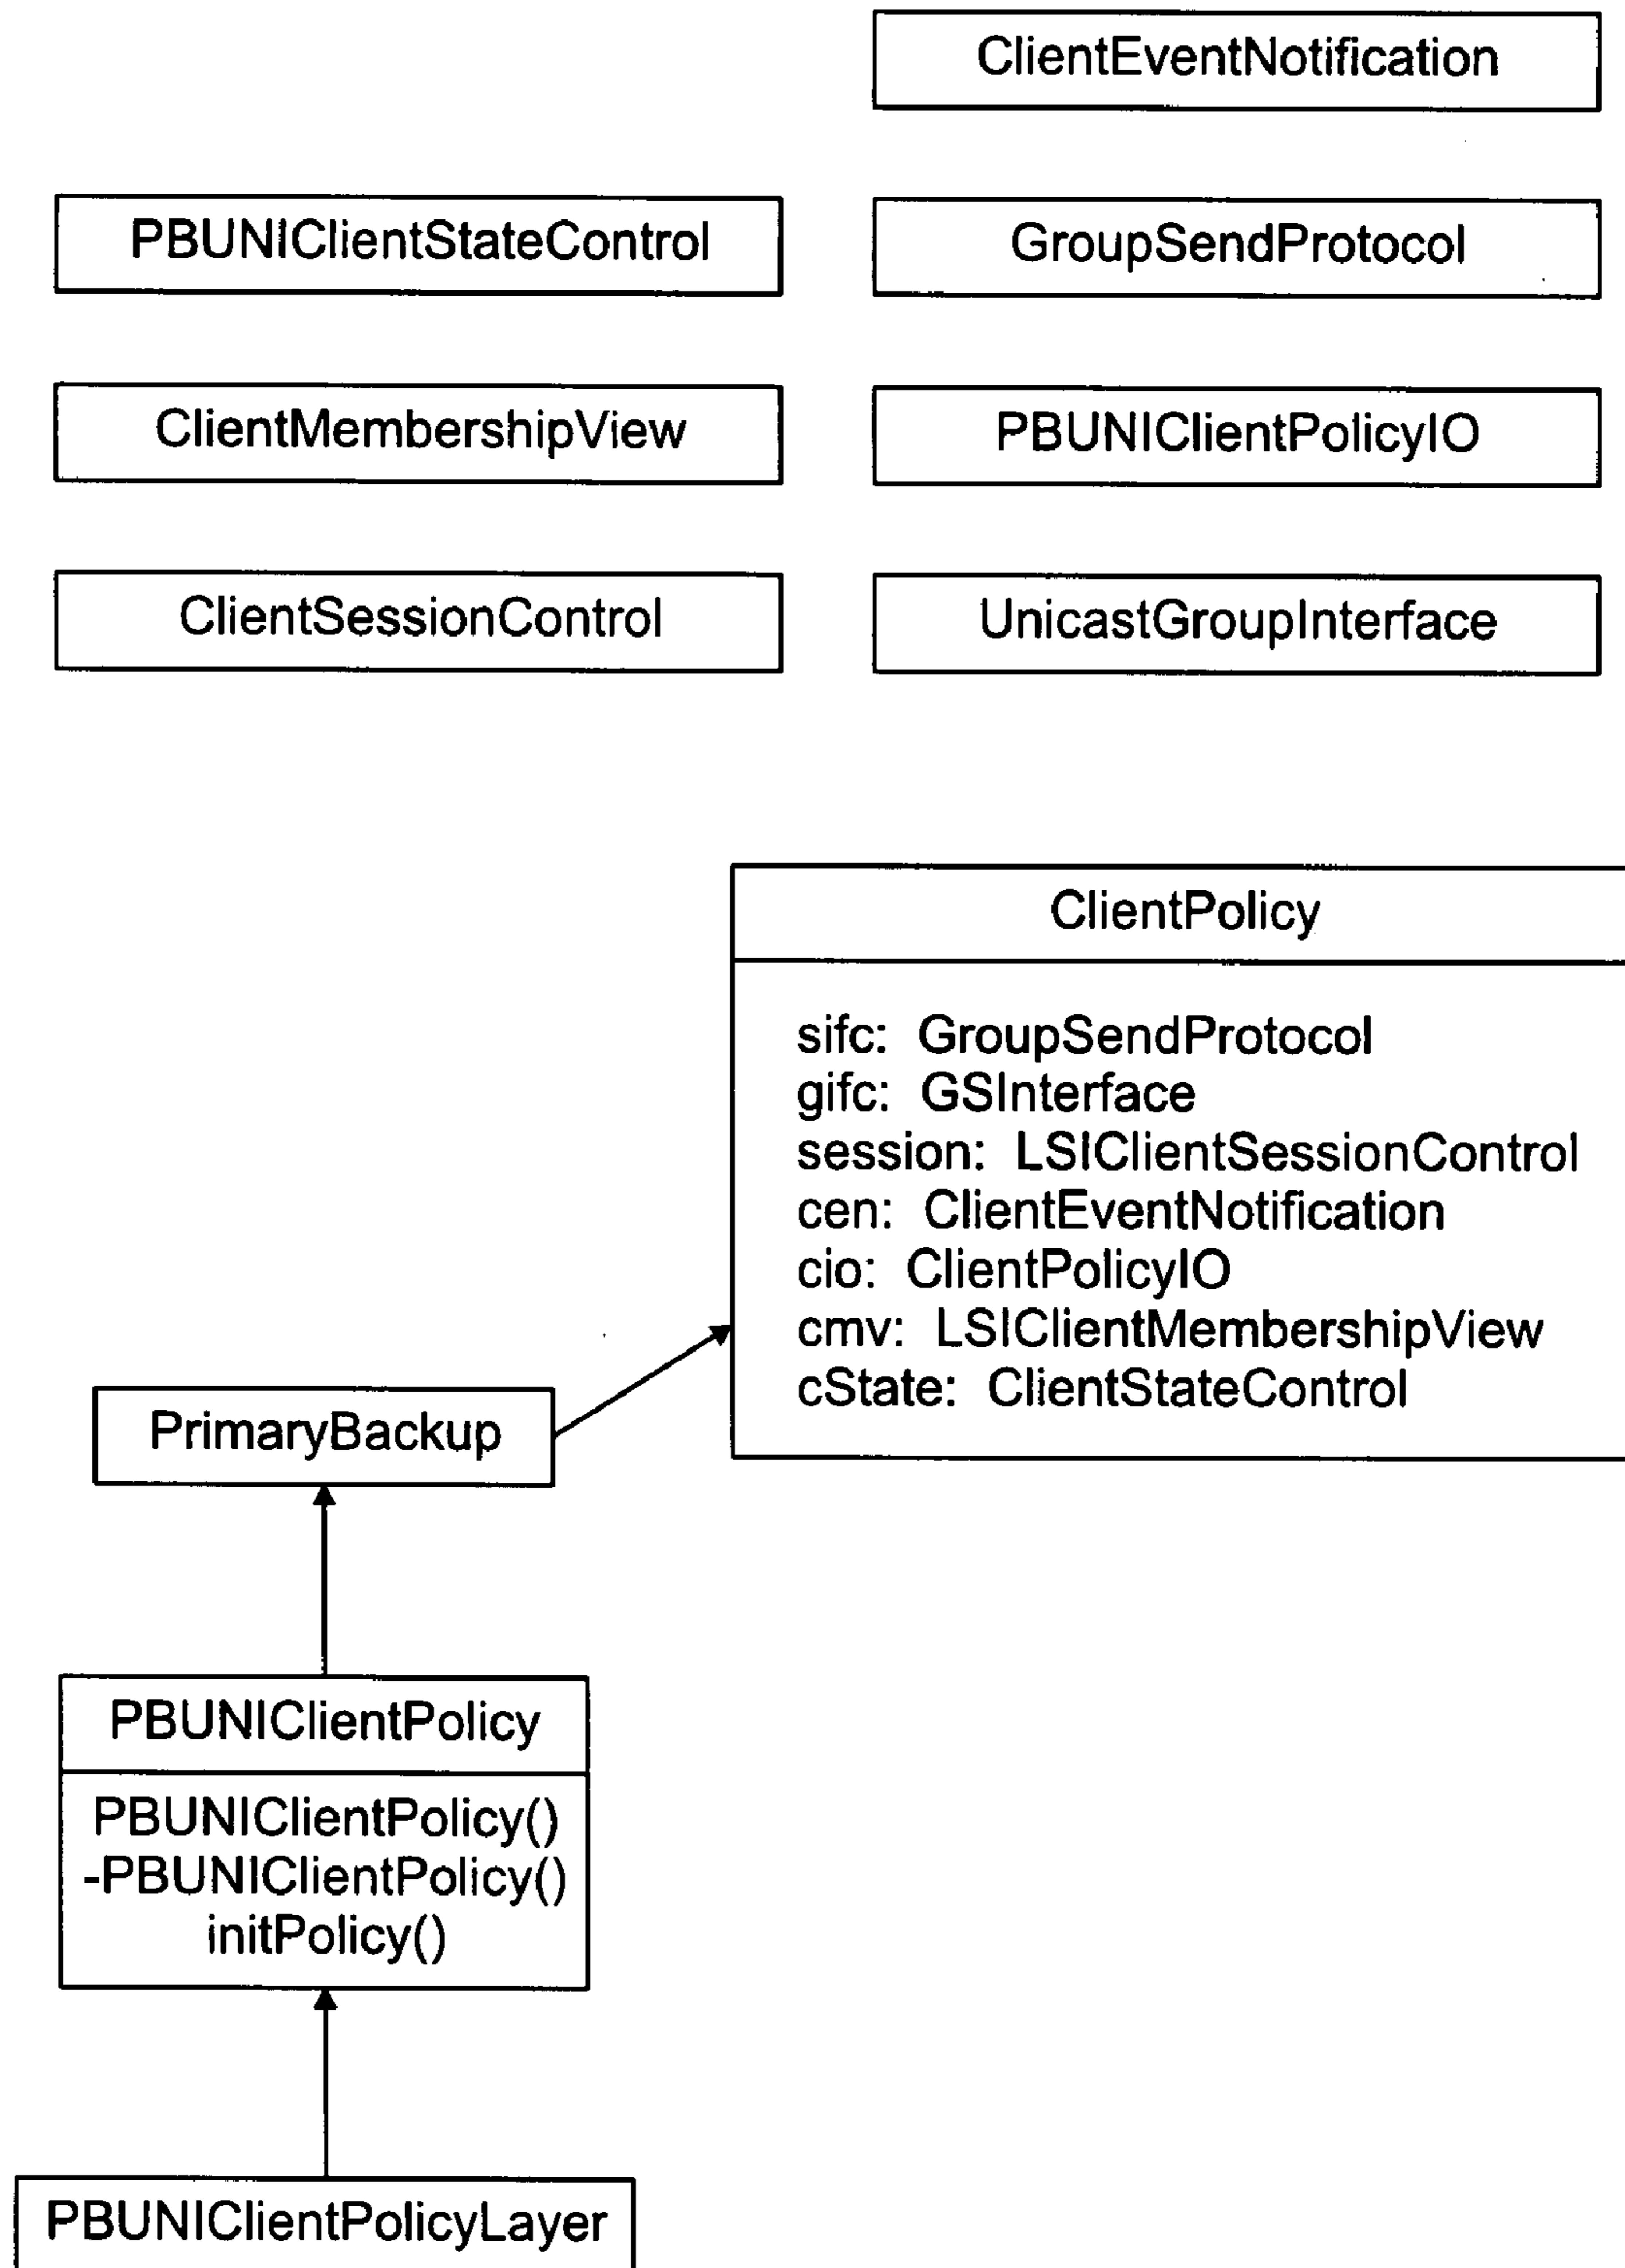 ClientEventNotification
PBUNIClientStateControl
GroupSendProtocol
ClientMembershipView
PBUNIClientPolicyIO
ClientSessionControl
UnicastGroupInterface
ClientPolicy
sifc: GroupSendProtocol
gifc: GSInterface
session: LSIClientSessionControl
cen: ClientEventNotification
cio: ClientPolicyIO
cmv: LSIClientMembershipView
cState: ClientStateControl
PrimaryBackup
PBUNIClientPolicy
PBUNIClientPolicy()
-PBUNIClientPolicy()
initPolicy()
PBUNIClientPolicyLayer